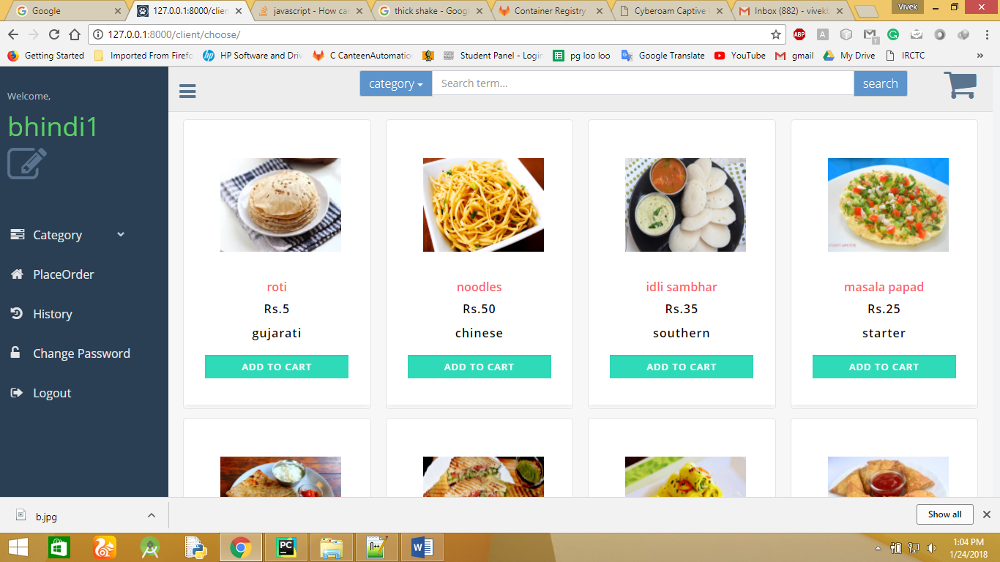 Google
127.0.0.1:8000/clien
javascript - How ca
thick shake - Goog
Container Registry
Cyberoam Captive
Inbox (882) - vivekb
Vivek
127.0.0.1:8000/client/choose/
ABP
A
?
G
Getting Started
Imported From Firefo
hp
HP Software and Driv
C CanteenAutomatio
Student Panel - Login
pg loo loo
Google Translate
YouTube
gmail
My Drive
IRCTC
»
Welcome,
bhindi1
Category
PlaceOrder
History
Change Password
Logout
category
Search term...
search
roti
Rs.5
gujarati
ADD TO CART
noodles
Rs.50
chinese
ADD TO CART
idli sambhar
Rs.35
southern
ADD TO CART
masala papad
Rs.25
starter
ADD TO CART
b.jpg
Show all
PC
W
1:04 PM
1/24/2018